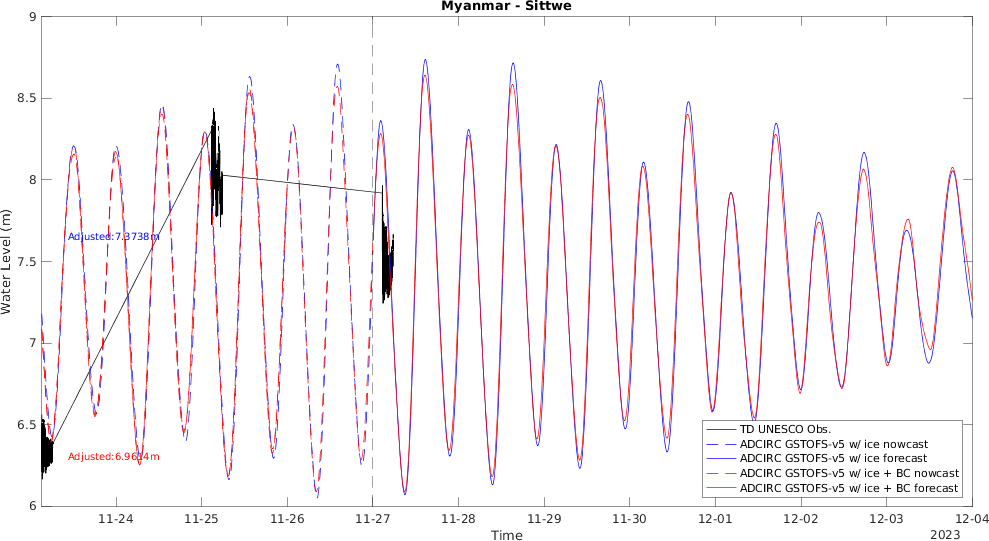 Myanmar - Sittwe
9
8.5
8
7.5
7
6.5
6
Water Level (m)
Adjusted:7.3738m
Adjusted:6.9614m
TD UNESCO Obs.
ADCIRC GSTOFS-v5 w/ ice nowcast
ADCIRC GSTOFS-v5 w/ ice forecast
ADCIRC GSTOFS-v5 w/ ice + BC nowcast
ADCIRC GSTOFS-v5 w/ ice + BC forecast
11-24 11-25 11-26 11-27 11-28 11-29 11-30 12-01 12-02 12-03 12-04
Time
2023